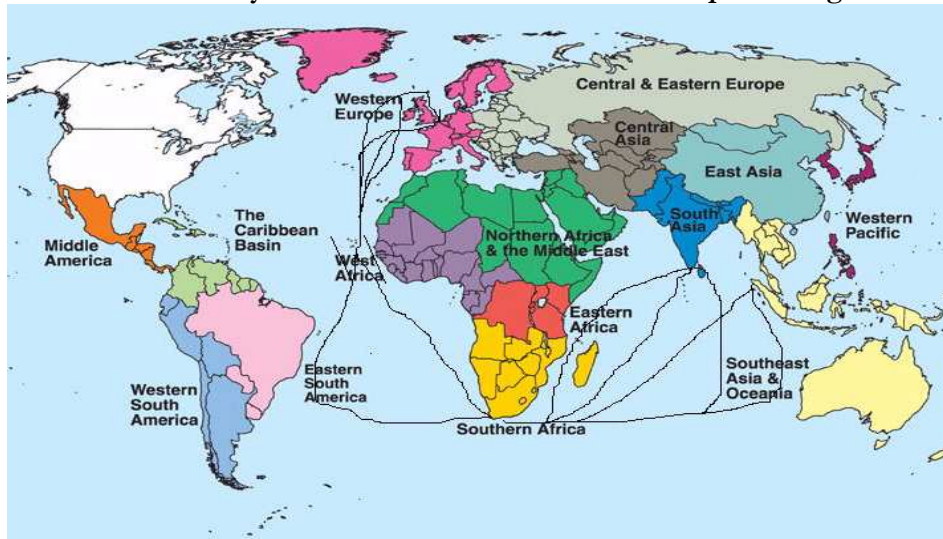 Western
Europe
Central & Eastern Europe
Central
Asia
East Asia
The
Caribbean
Basin
Middle
America
West
Africa
Northern Africa
& the Middle East
South
Asia
Western
Pacific
Eastern
Africa
Western
South
America
Eastern
South
America
Southern Africa
Southeast
Asia &
Oceania